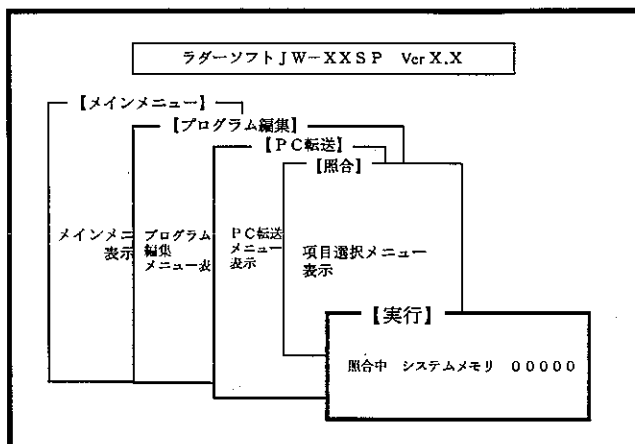 ラダーソフトJW-XXSP Ver X.X
【メインメニュー】
【プログラム編集】
【PC転送】
【照合】
メインメニ
表示
プログラム
編集
メニュー表
PC転送
メニュー
表示
項目選択メニュー
表示
【実行】
照合中 システムメモリ 00000